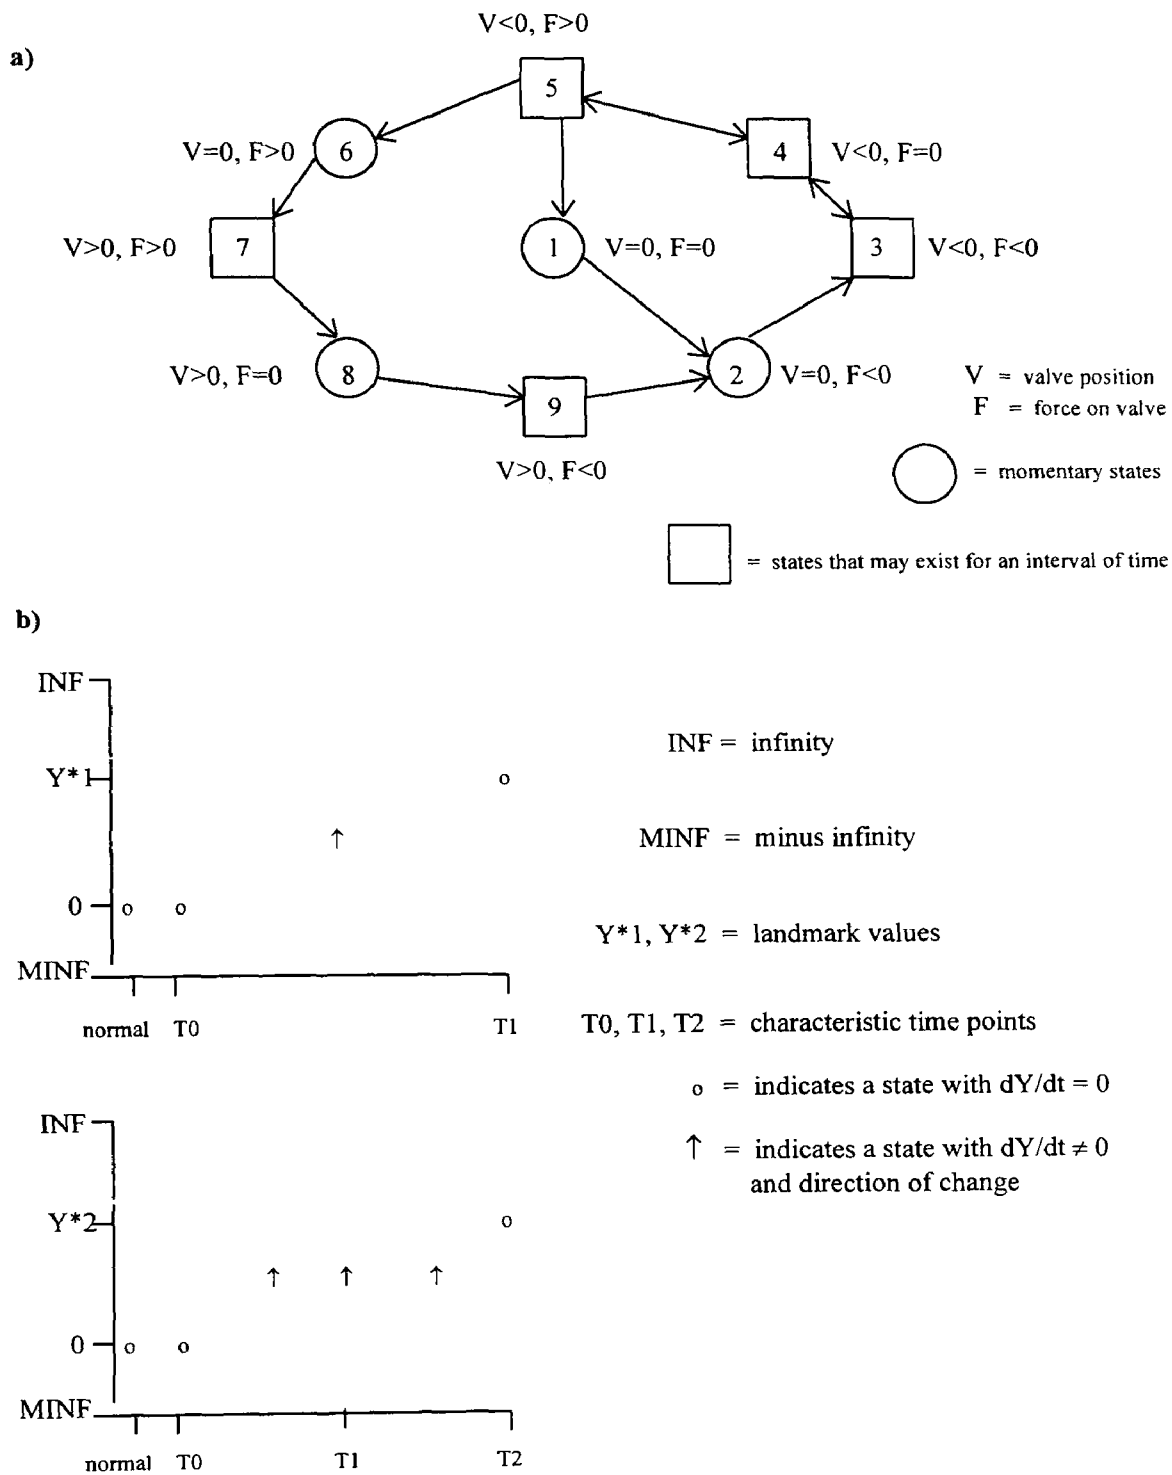 a)
V<0, F>0
5
6
V=0, F>0
4
V<0, F=0
7
V>0, F>0
1
V=0, F=0
3
V<0, F<0
8
V>0, F=0
2
V=0, F<0
9
V>0, F<0
V = valve position
F = force on valve
= momentary states
= states that may exist for an interval of time
b)
INF
Y*1
0
MINF
normal T0 T1
INF = infinity
MINF = minus infinity
Y*1, Y*2 = landmark values
T0, T1, T2 = characteristic time points
o = indicates a state with dY/dt = 0
↑ = indicates a state with dY/dt ≠ 0
and direction of change
INF
Y*2
0
MINF
normal T0 T1 T2